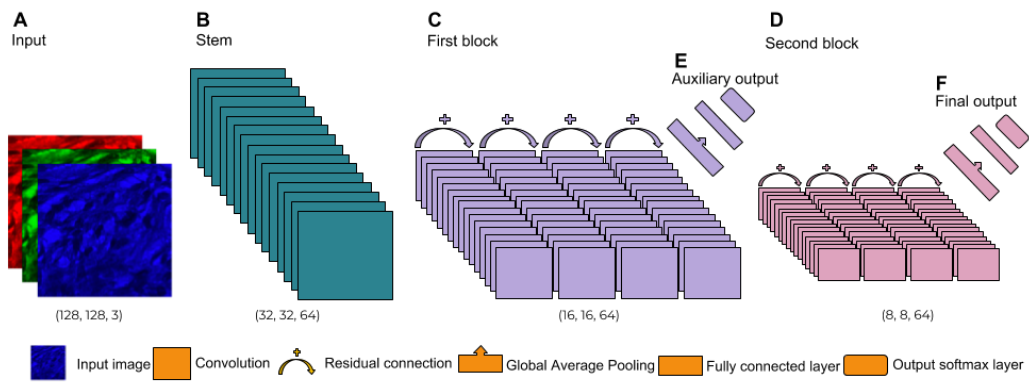 A
Input
B
Stem
C
First block
E
Auxiliary output
D
Second block
F
Final output
+ + + +
+ + + +
(128, 128, 3)
(32, 32, 64)
(16, 16, 64)
(8, 8, 64)
Input image
Convolution
+
Residual connection
Global Average Pooling
Fully connected layer
Output softmax layer